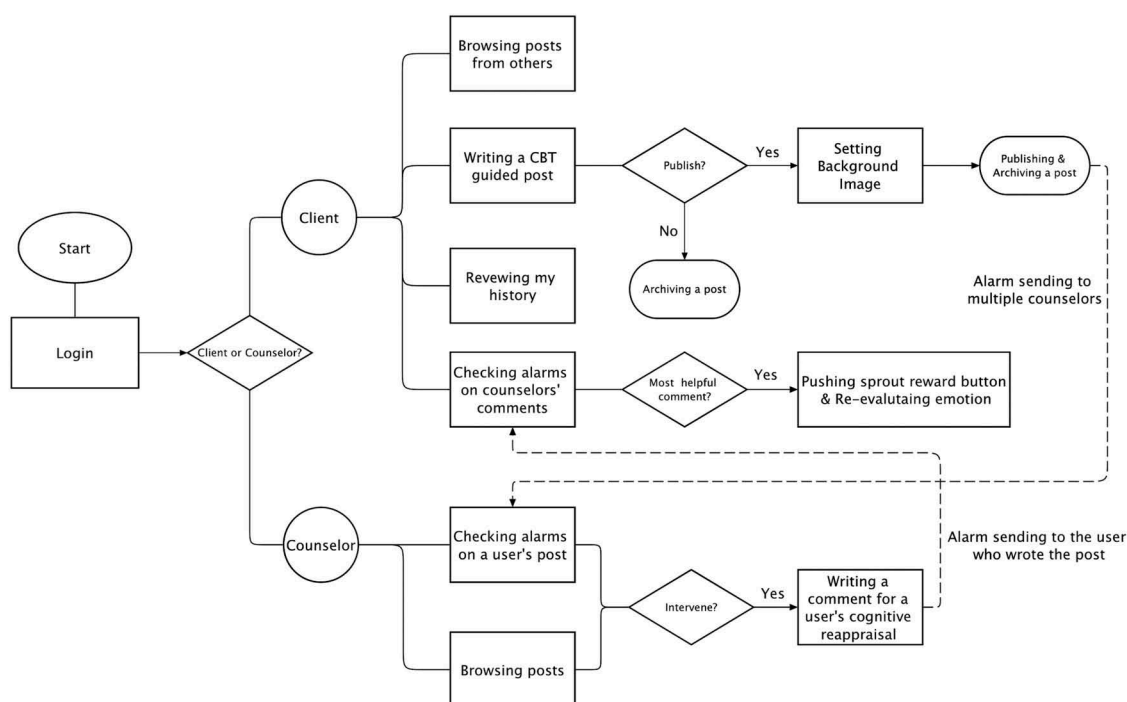 Browsing posts
from others
Writing a CBT
guided post
Publish?
Yes
Setting
Background
Image
Publishing &
Archiving a post
No
Archiving a post
Client
Start
Revewing my
history
Alarm sending to
multiple counselors
Login
Client or Counselor?
Checking alarms
on counselors'
comments
Most helpful
comment?
Yes
Pushing sprout reward button
& Re-evalutaing emotion
Counselor
Checking alarms
on a user's post
Alarm sending to the user
who wrote the post
Intervene?
Yes
Writing a
comment for a
user's cognitive
reappraisal
Browsing posts